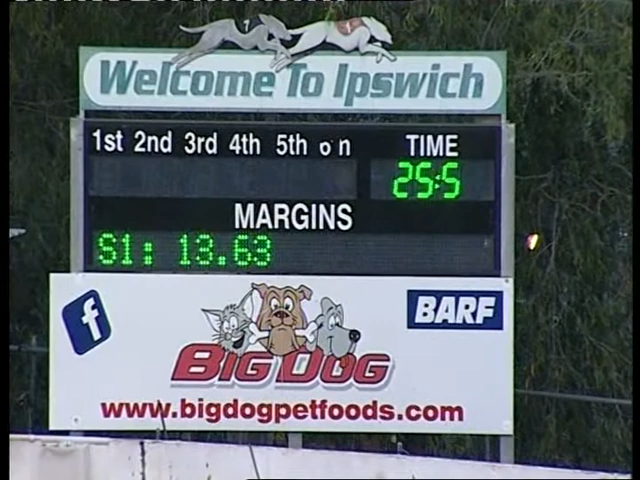 Welcome To Ipswich
1st 2nd 3rd 4th 5th on TIME
25:5
MARGINS
S1: 13.63
f
BARF
BIG DOG
www.bigdogpetfoods.com